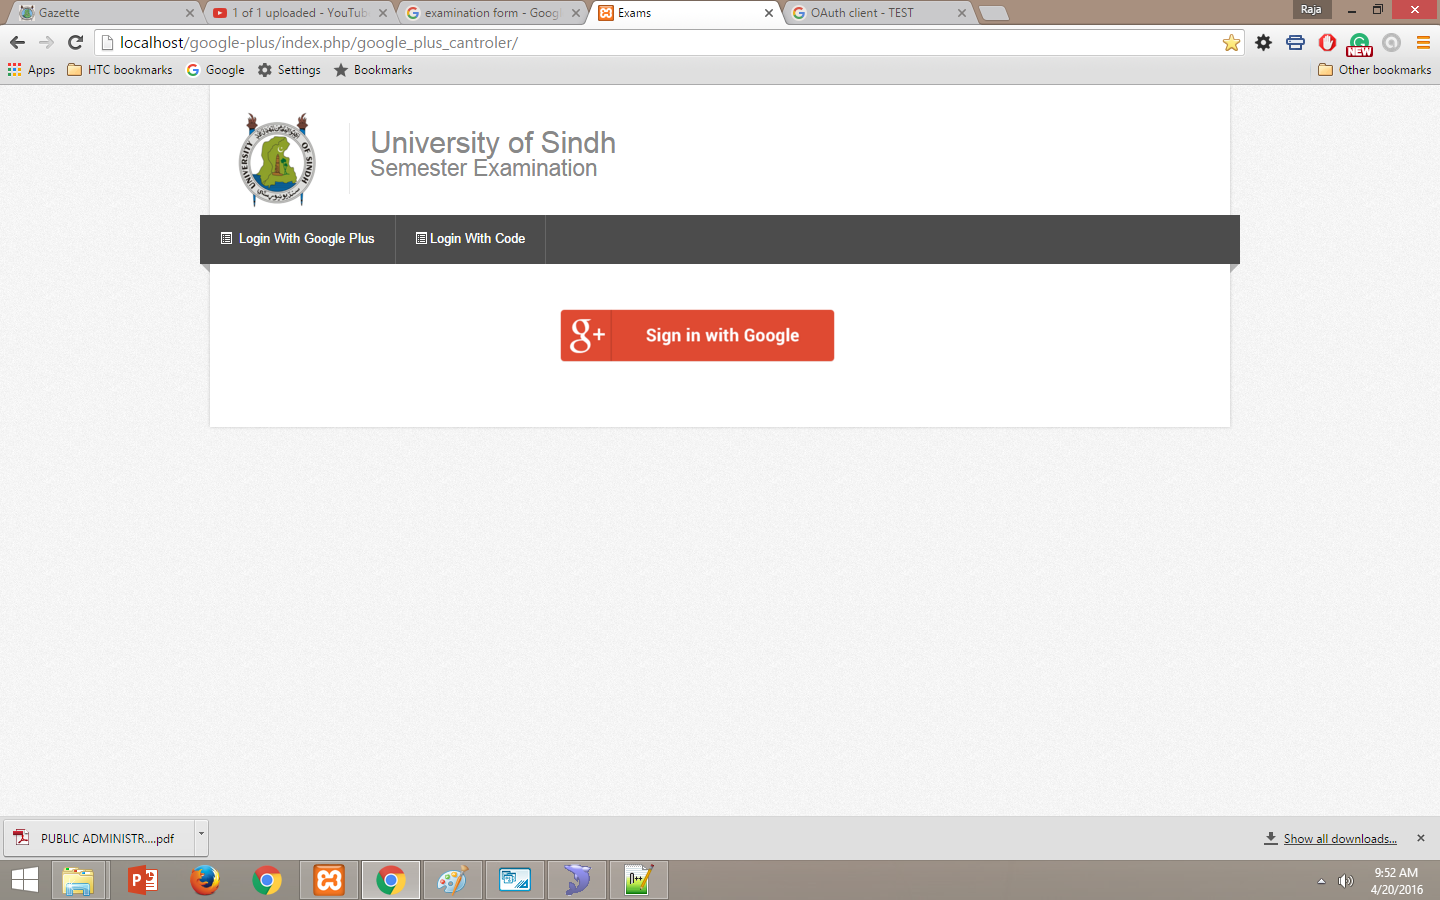 Gazette
1 of 1 uploaded - YouTub
examination form - Googl
Exams
OAuth client - TEST
Raja
localhost/google-plus/index.php/google_plus_cantroler/
NEW
Apps
HTC bookmarks
Google
Settings
Bookmarks
Other bookmarks
UNIVERSITY OF SINDH
University of Sindh
Semester Examination
Login With Google Plus
Login With Code
g+
Sign in with Google
PUBLIC ADMINISTR....pdf
Show all downloads...
9:52 AM
4/20/2016